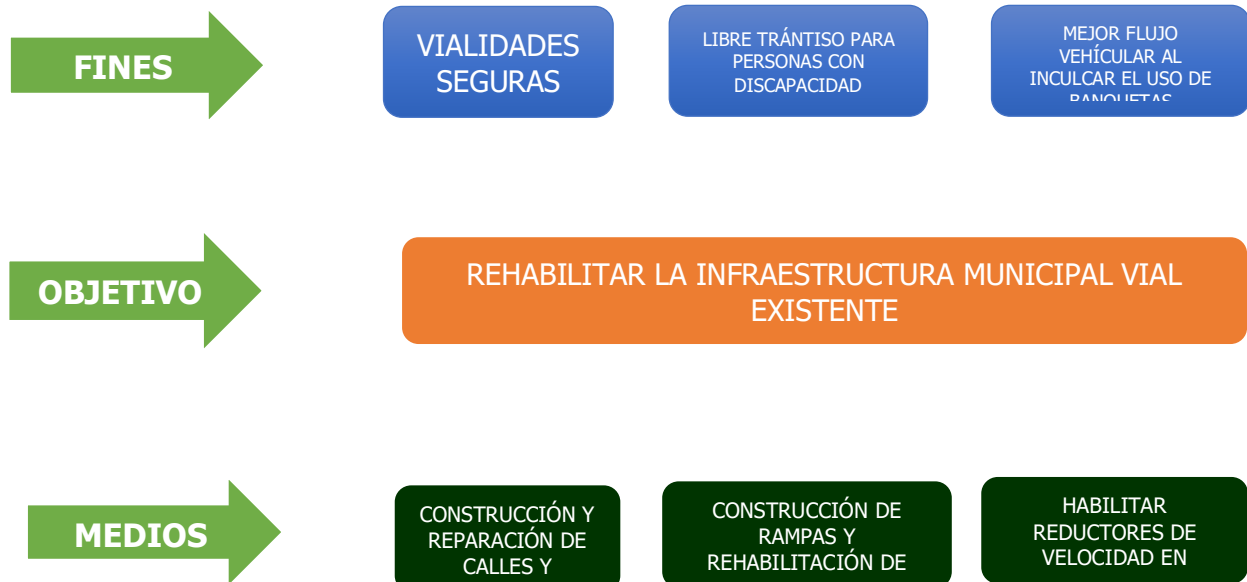 FINES
VIALIDADES
SEGURAS
LIBRE TRÁNTISO PARA
PERSONAS CON
DISCAPACIDAD
MEJOR FLUJO
VEHÍCULAR AL
INCULCAR EL USO DE
BANQUETAS
OBJETIVO
REHABILITAR LA INFRAESTRUCTURA MUNICIPAL VIAL
EXISTENTE
MEDIOS
CONSTRUCCIÓN Y
REPARACIÓN DE
CALLES Y
CONSTRUCCIÓN DE
RAMPAS Y
REHABILITACIÓN DE
HABILITAR
REDUCTORES DE
VELOCIDAD EN